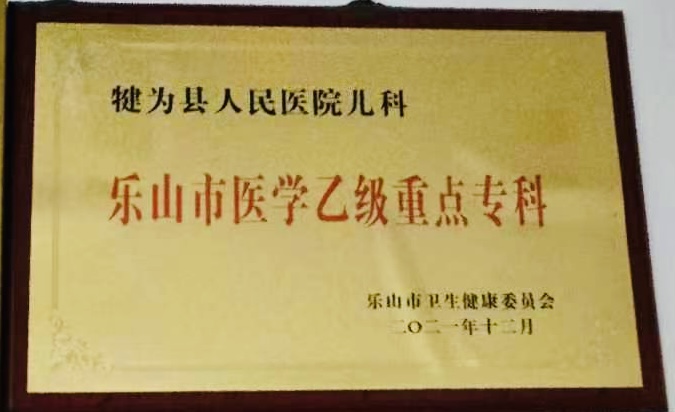 犍为县人民医院儿科
乐山市医学乙级重点专科
乐山市卫生健康委员会
二〇二一年十二月